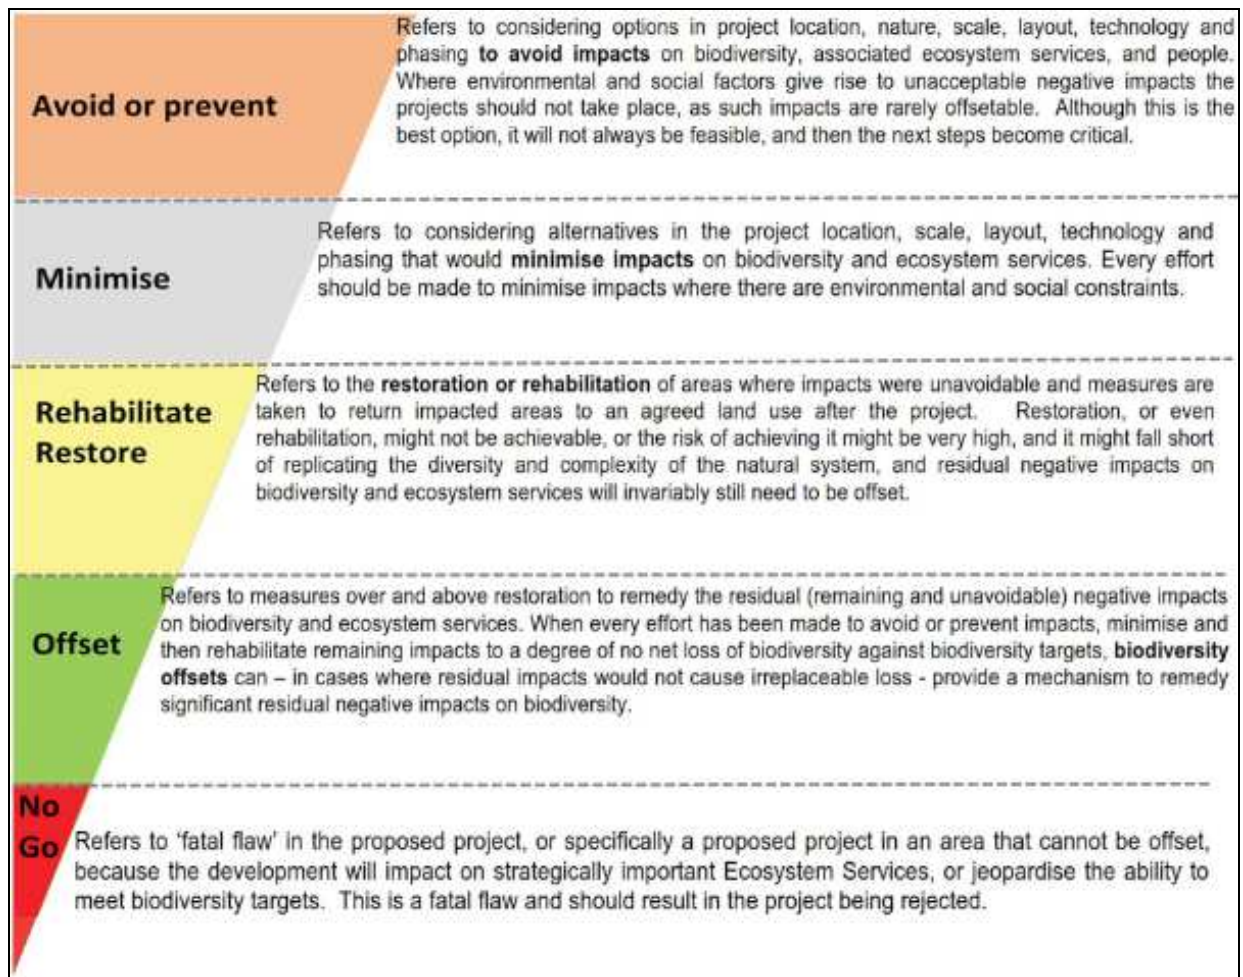 Avoid or prevent
Refers to considering options in project location, nature, scale, layout, technology and
phasing to avoid impacts on biodiversity, associated ecosystem services, and people.
Where environmental and social factors give rise to unacceptable negative impacts the
projects should not take place, as such impacts are rarely offsetable. Although this is the
best option, it will not always be feasible, and then the next steps become critical.
Minimise
Refers to considering alternatives in the project location, scale, layout, technology and
phasing that would minimise impacts on biodiversity and ecosystem services. Every effort
should be made to minimise impacts where there are environmental and social constraints.
Rehabilitate
Restore
Refers to the restoration or rehabilitation of areas where impacts were unavoidable and measures are
taken to return impacted areas to an agreed land use after the project. Restoration, or even
rehabilitation, might not be achievable, or the risk of achieving it might be very high, and it might fall short
of replicating the diversity and complexity of the natural system, and residual negative impacts on
biodiversity and ecosystem services will invariably still need to be offset.
Offset
Refers to measures over and above restoration to remedy the residual (remaining and unavoidable) negative impacts
on biodiversity and ecosystem services. When every effort has been made to avoid or prevent impacts, minimise and
then rehabilitate remaining impacts to a degree of no net loss of biodiversity against biodiversity targets, biodiversity
offsets can – in cases where residual impacts would not cause irreplaceable loss - provide a mechanism to remedy
significant residual negative impacts on biodiversity.
No
Go
Refers to ‘fatal flaw’ in the proposed project, or specifically a proposed project in an area that cannot be offset,
because the development will impact on strategically important Ecosystem Services, or jeopardise the ability to
meet biodiversity targets. This is a fatal flaw and should result in the project being rejected.